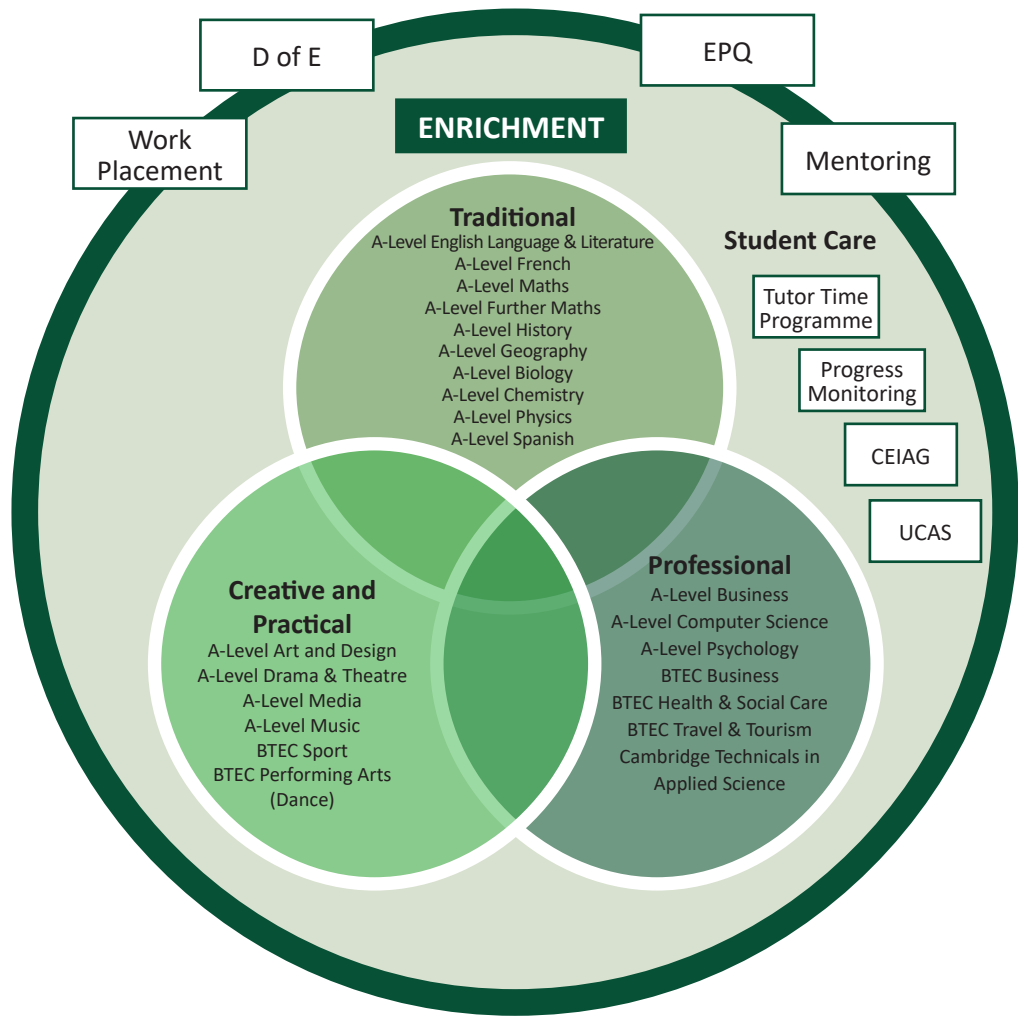 D of E
EPQ
Work
Placement
ENRICHMENT
Mentoring
Traditional
A-Level English Language & Literature
A-Level French
A-Level Maths
A-Level Further Maths
A-Level History
A-Level Geography
A-Level Biology
A-Level Chemistry
A-Level Physics
A-Level Spanish
Student Care
Tutor Time
Programme
Progress
Monitoring
CEIAG
UCAS
Creative and
Practical
A-Level Art and Design
A-Level Drama & Theatre
A-Level Media
A-Level Music
BTEC Sport
BTEC Performing Arts
(Dance)
Professional
A-Level Business
A-Level Computer Science
A-Level Psychology
BTEC Business
BTEC Health & Social Care
BTEC Travel & Tourism
Cambridge Technicals in
Applied Science